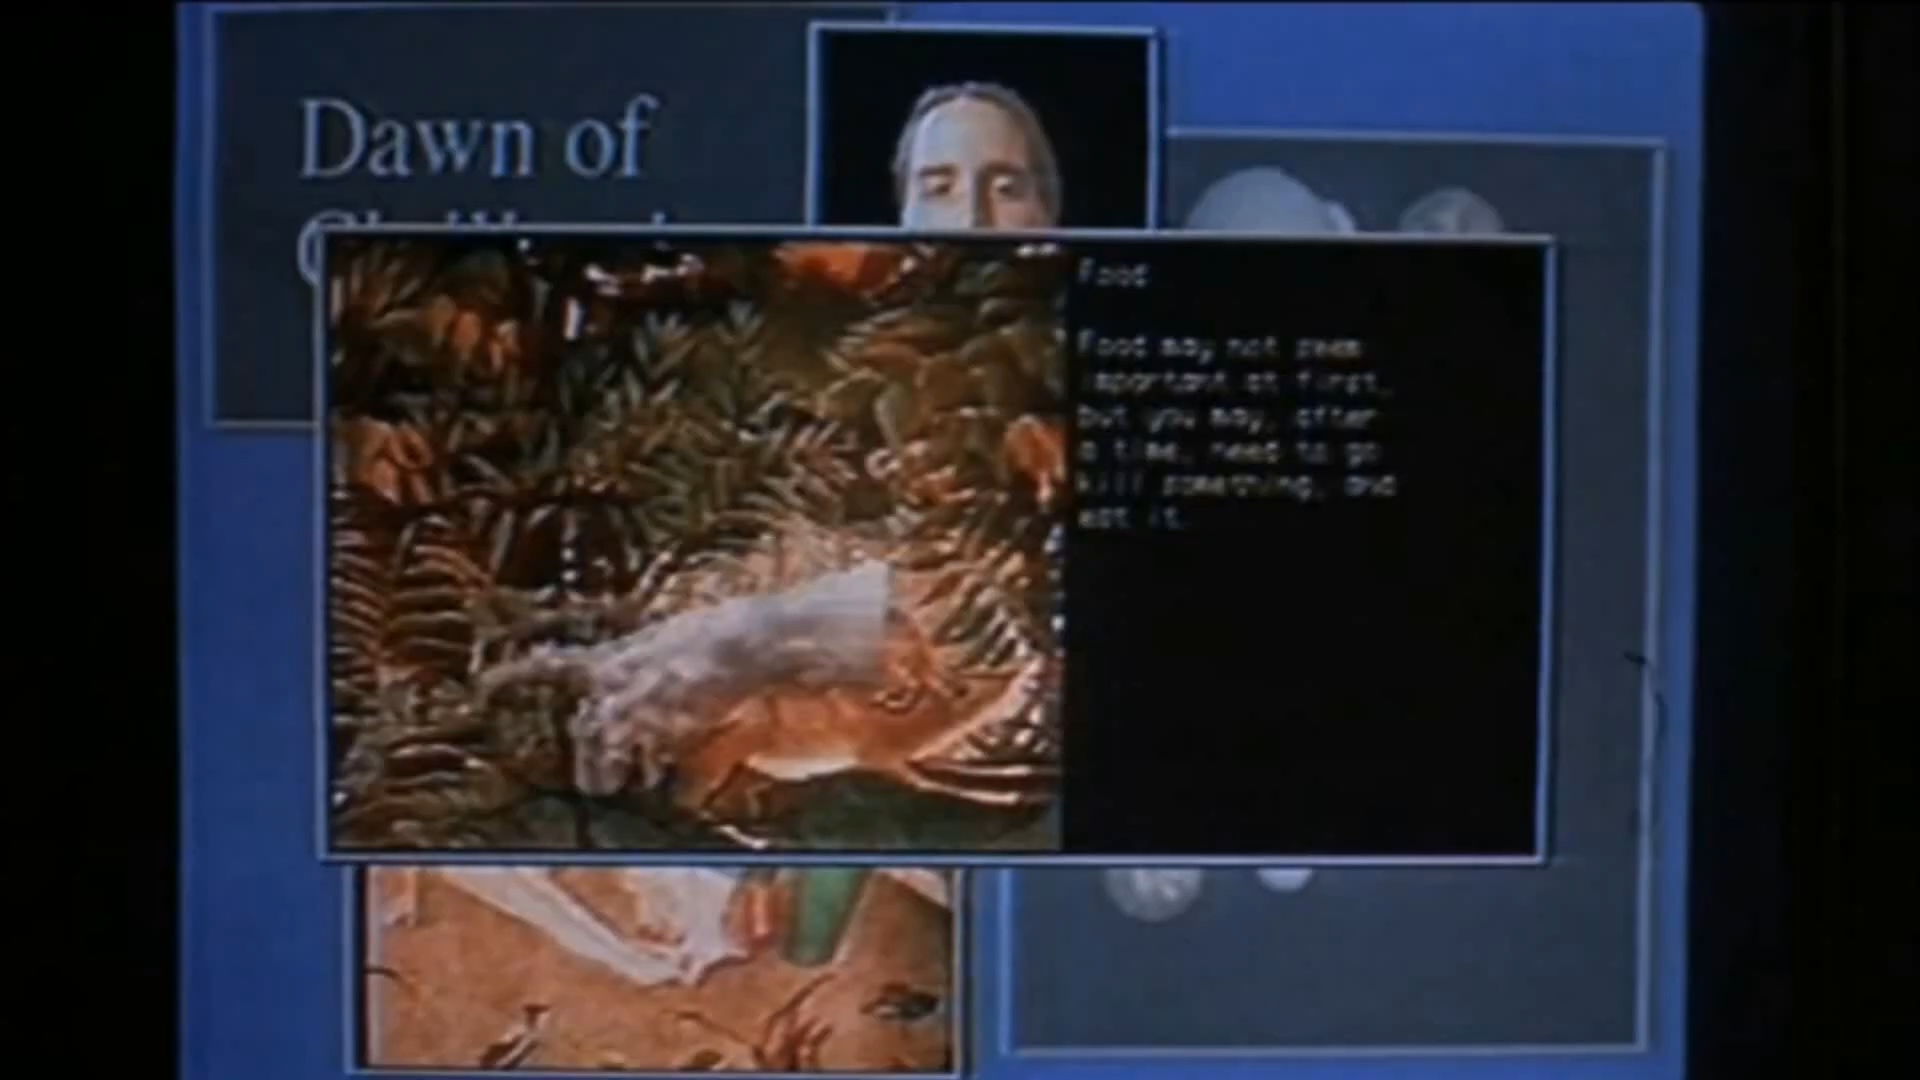 Dawn of
Food
Food may not seem
important at first,
but you may, after
a time, need to go
kill something, and
eat it.